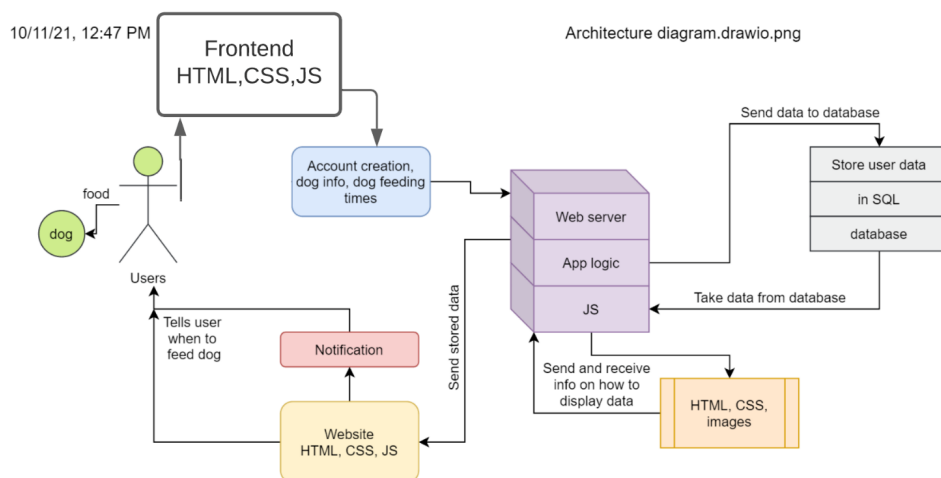 10/11/21, 12:47 PM
Architecture diagram.drawio.png
Frontend
HTML,CSS,JS
Send data to database
Account creation,
dog info, dog feeding
times
Store user data
in SQL
database
food
dog
Users
Web server
App logic
JS
Take data from database
Tells user
when to
feed dog
Notification
Send stored data
Send and receive
info on how to
display data
HTML, CSS,
images
Website
HTML, CSS, JS